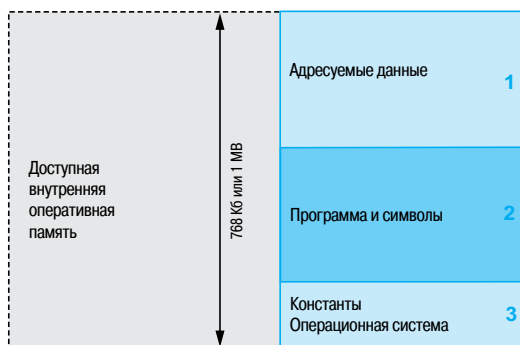 Адресуемые данные
1
Доступная
внутренняя
оперативная
память
768 Кб или 1 MB
Программа и символы
2
Константы
Операционная система
3